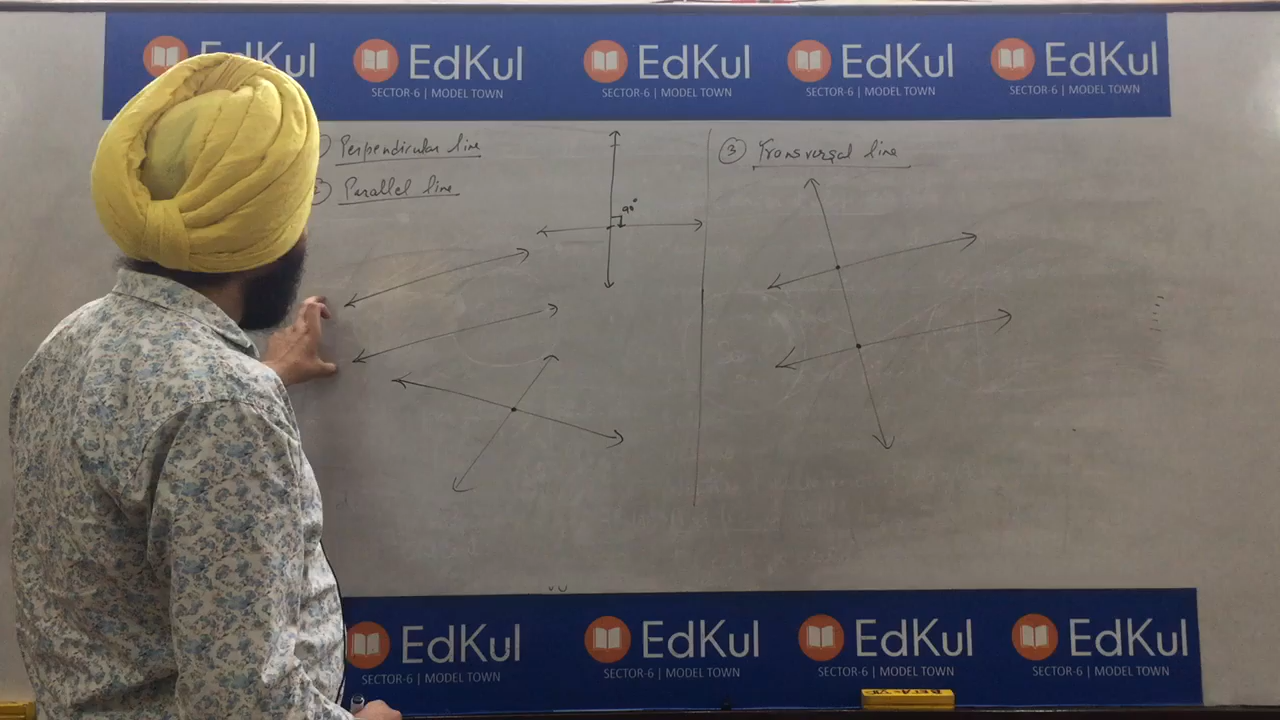 EdKul EdKul EdKul EdKul EdKul
SECTOR-6 | MODEL TOWN SECTOR-6 | MODEL TOWN SECTOR-6 | MODEL TOWN SECTOR-6 | MODEL TOWN
Perpendicular line
② Parallel line
90°
③ Transversal line
EdKul EdKul EdKul EdKul
SECTOR-6 | MODEL TOWN SECTOR-6 | MODEL TOWN SECTOR-6 | MODEL TOWN SECTOR-6 | MODEL TOWN